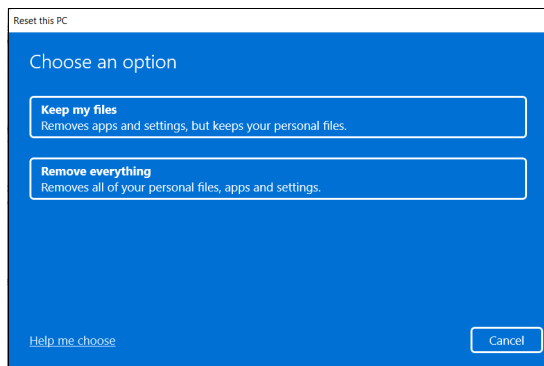 Reset this PC
Choose an option
Keep my files
Removes apps and settings, but keeps your personal files.
Remove everything
Removes all of your personal files, apps and settings.
Help me choose
Cancel